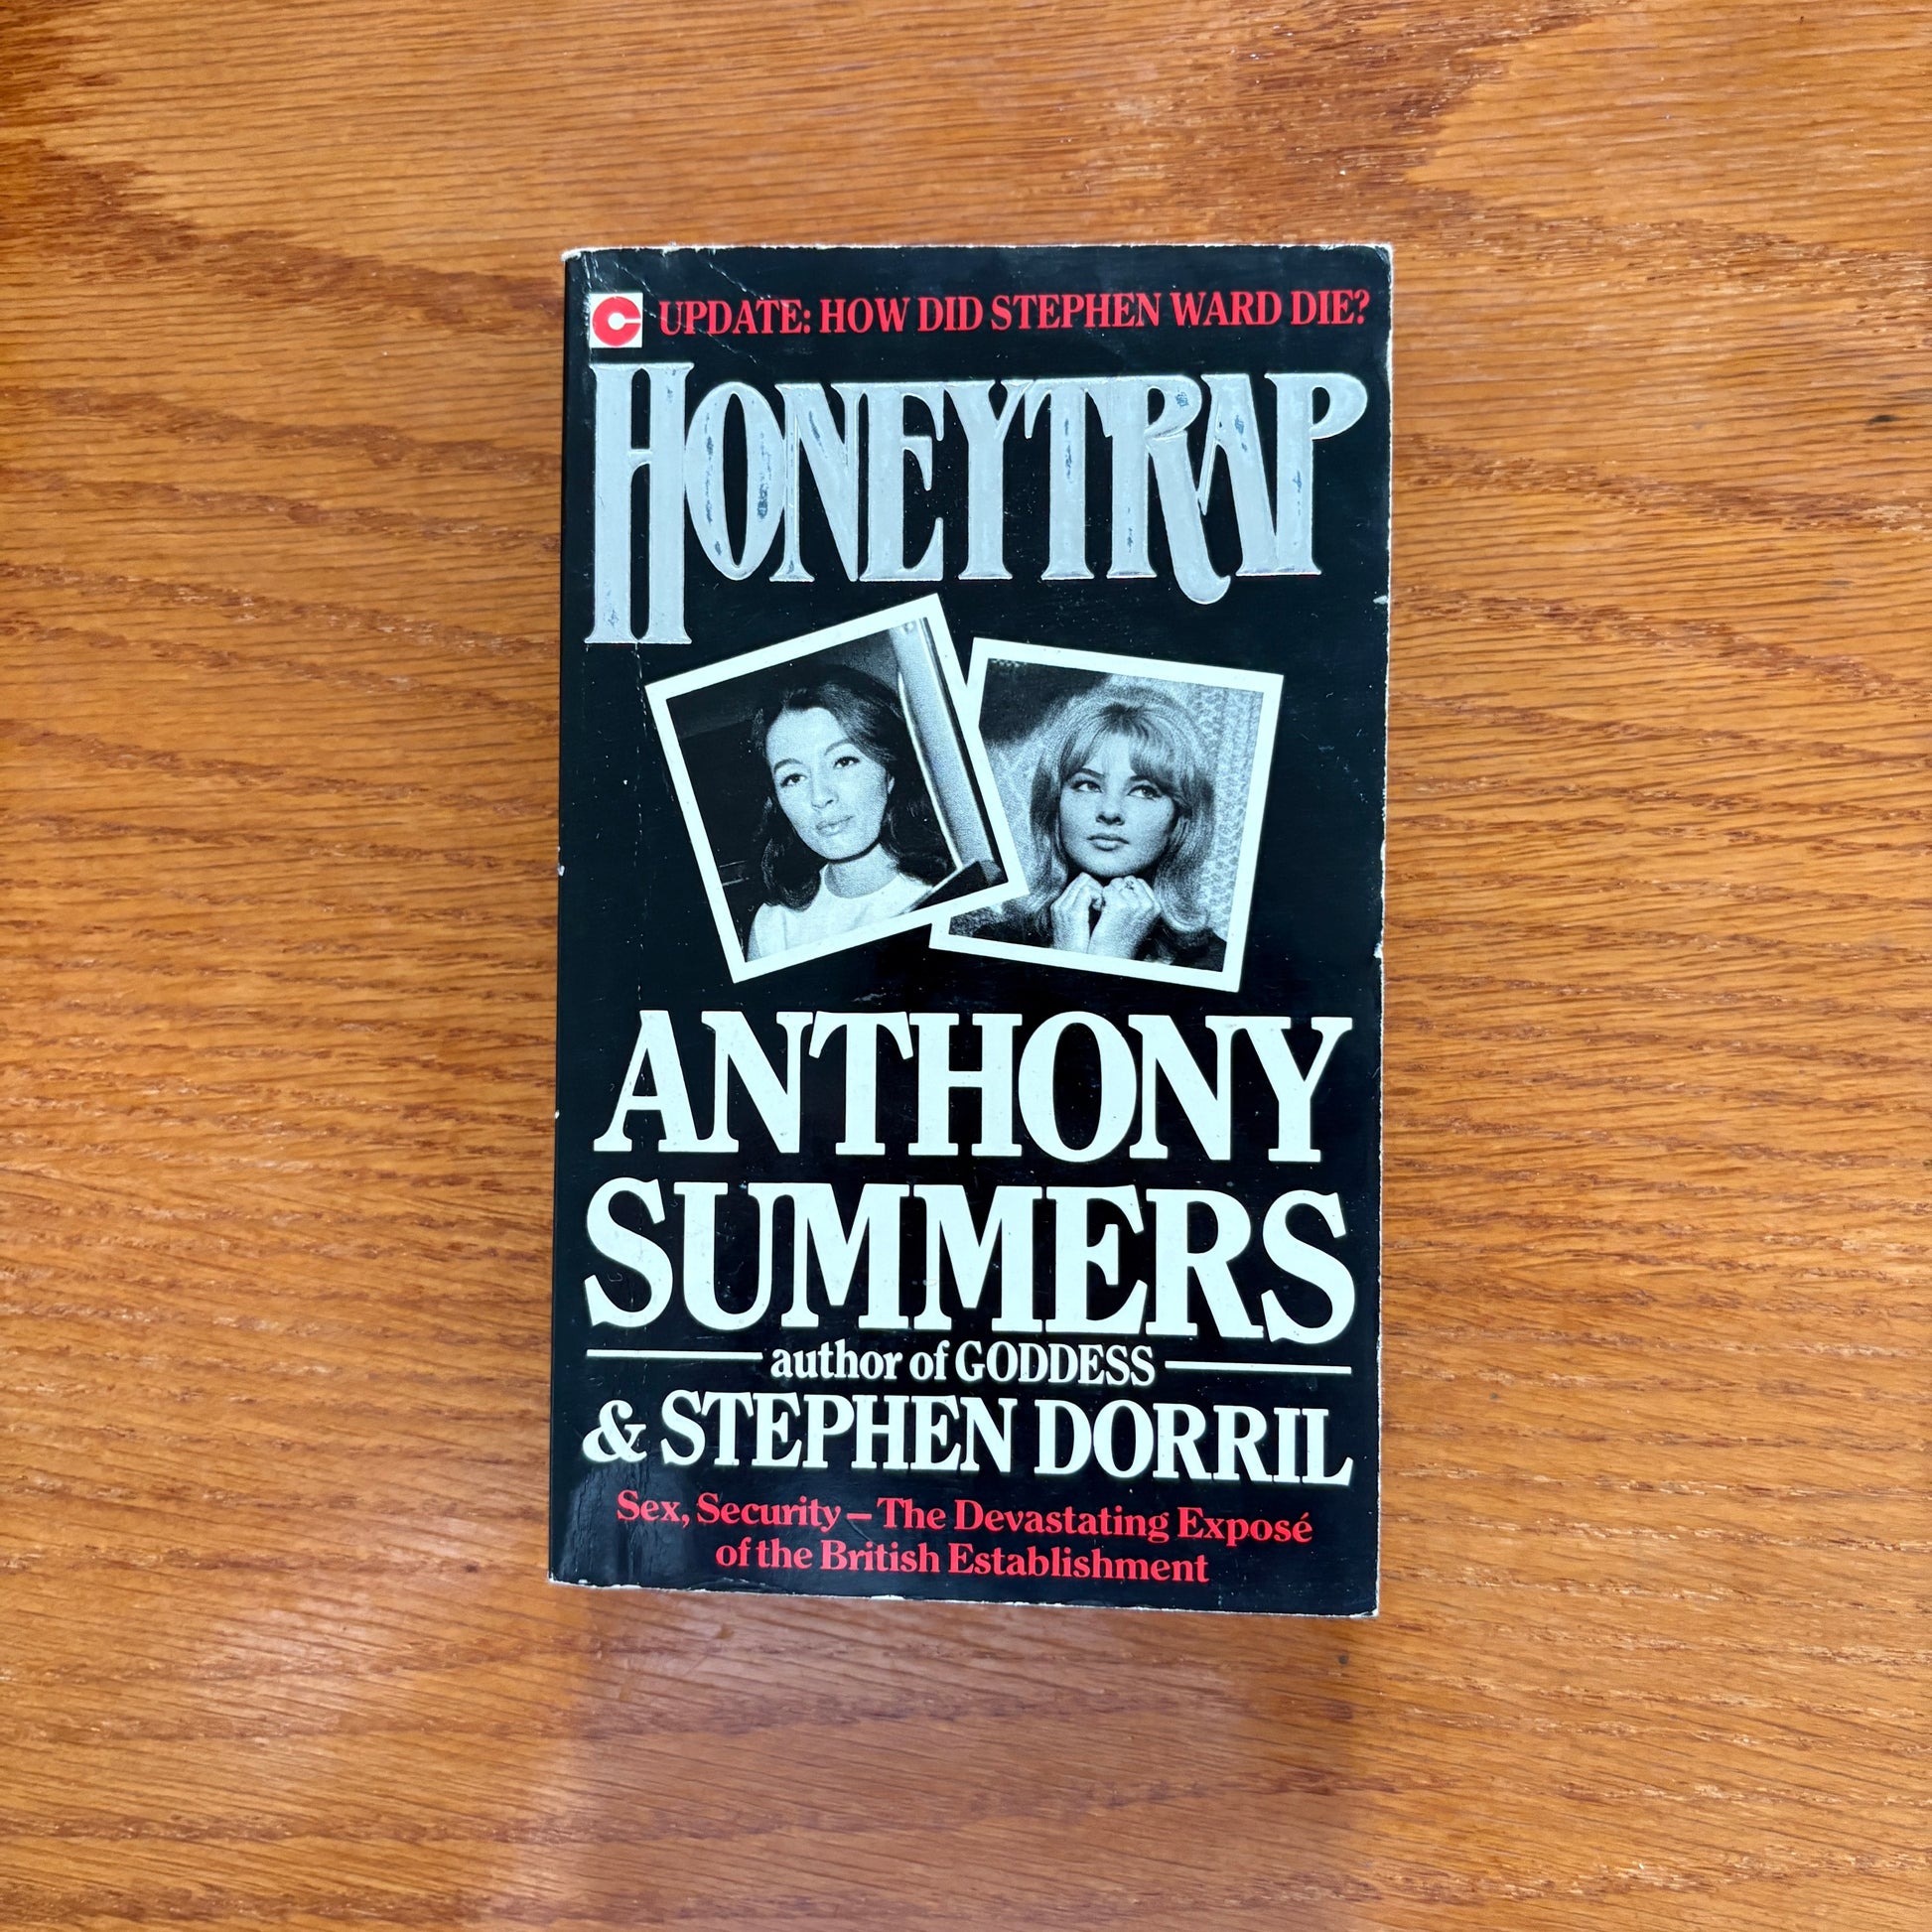 UPDATE: HOW DID STEPHEN WARD DIE?
HONEYTRAP
ANTHONY
SUMMERS
author of GODDESS
& STEPHEN DORRIL
Sex, Security – The Devastating Exposé
of the British Establishment